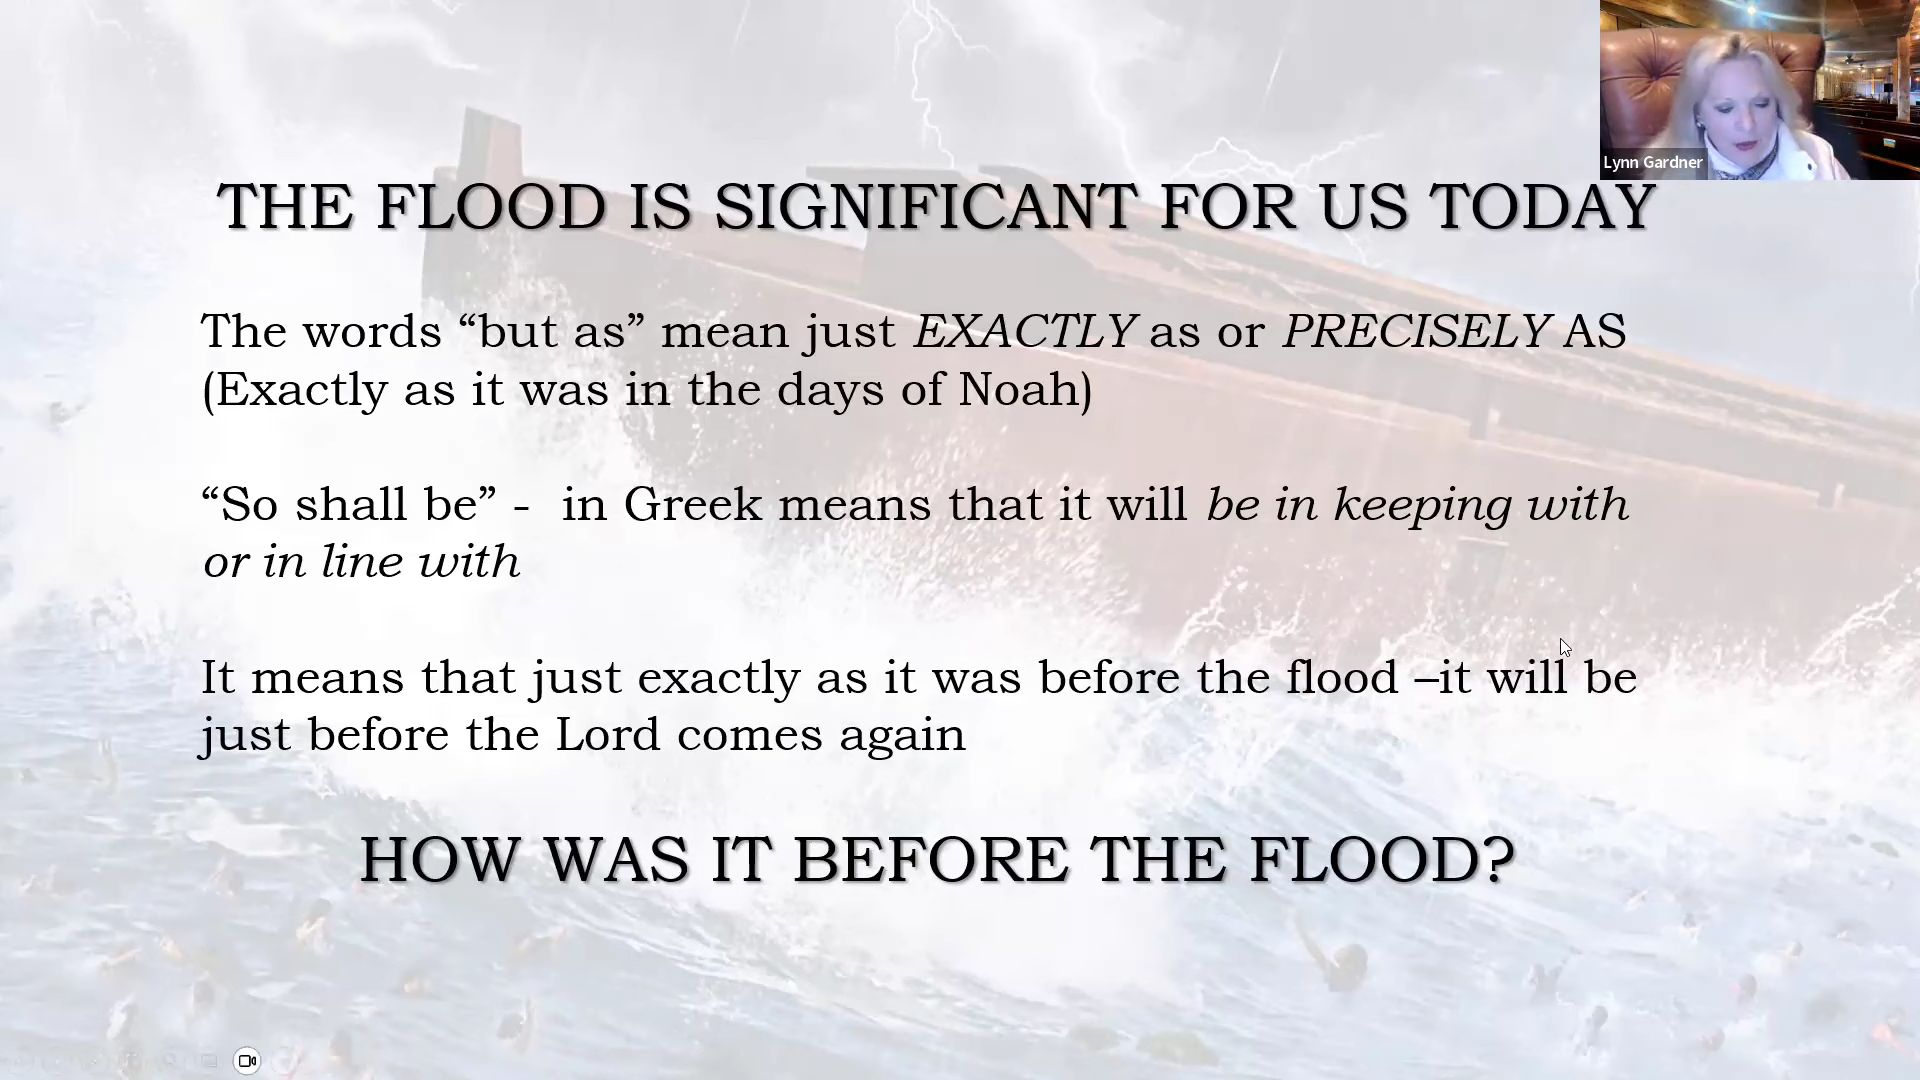 Lynn Gardner
THE FLOOD IS SIGNIFICANT FOR US TODAY
The words “but as” mean just EXACTLY as or PRECISELY AS
(Exactly as it was in the days of Noah)
“So shall be” -  in Greek means that it will be in keeping with
or in line with
It means that just exactly as it was before the flood –it will be
just before the Lord comes again
HOW WAS IT BEFORE THE FLOOD?